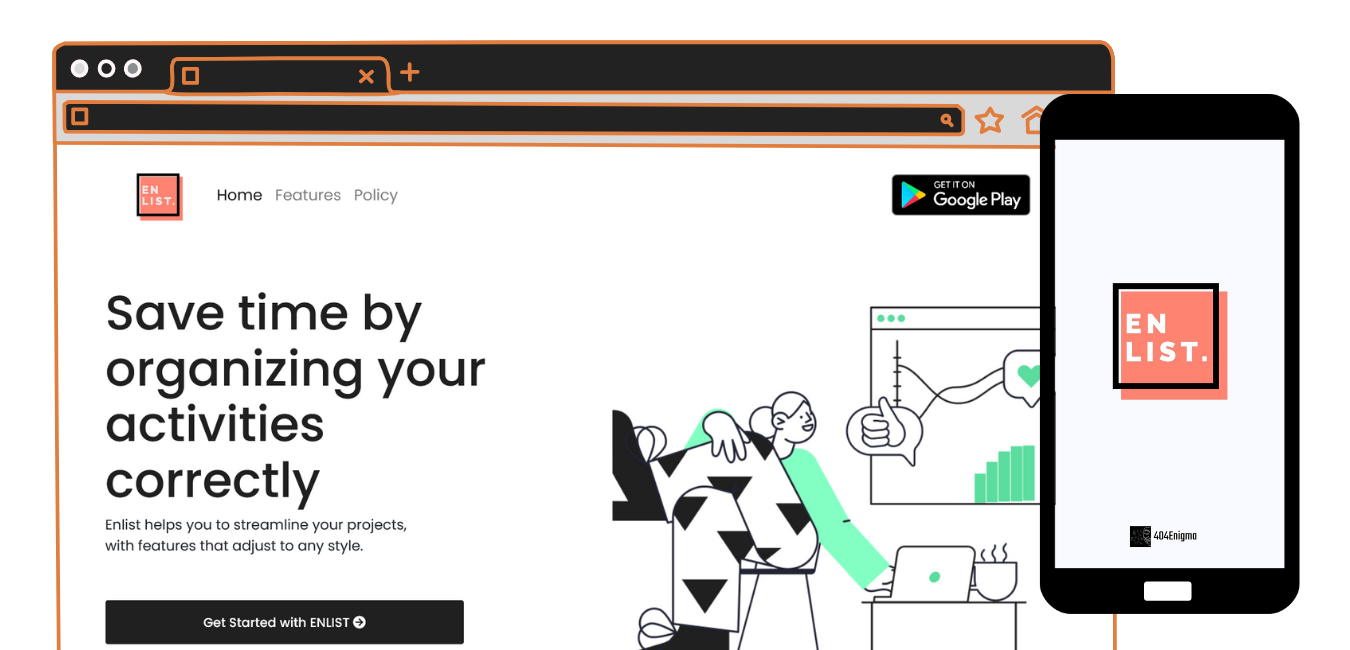 EN
LIST.
Home Features Policy
GET IT ON
Google Play
Save time by
organizing your
activities
correctly
Enlist helps you to streamline your projects,
with features that adjust to any style.
Get Started with ENLIST
EN
LIST.
404Enigma